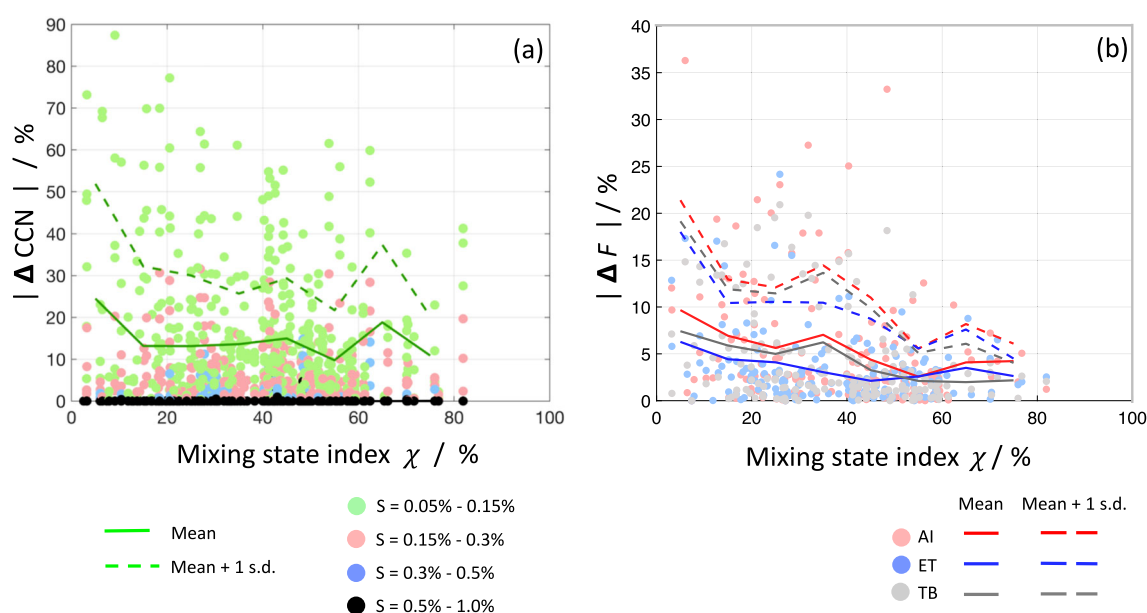 (a)
90
80
70
60
50
40
30
20
10
0
| Δ CCN | / %
0 20 40 60 80 100
Mixing state index χ / %
Mean
Mean + 1 s.d.
S = 0.05% - 0.15%
S = 0.15% - 0.3%
S = 0.3% - 0.5%
S = 0.5% - 1.0%
(b)
40
35
30
25
20
15
10
5
0
| Δ F | / %
0 20 40 60 80 100
Mixing state index χ / %
Mean Mean + 1 s.d.
AI
ET
TB